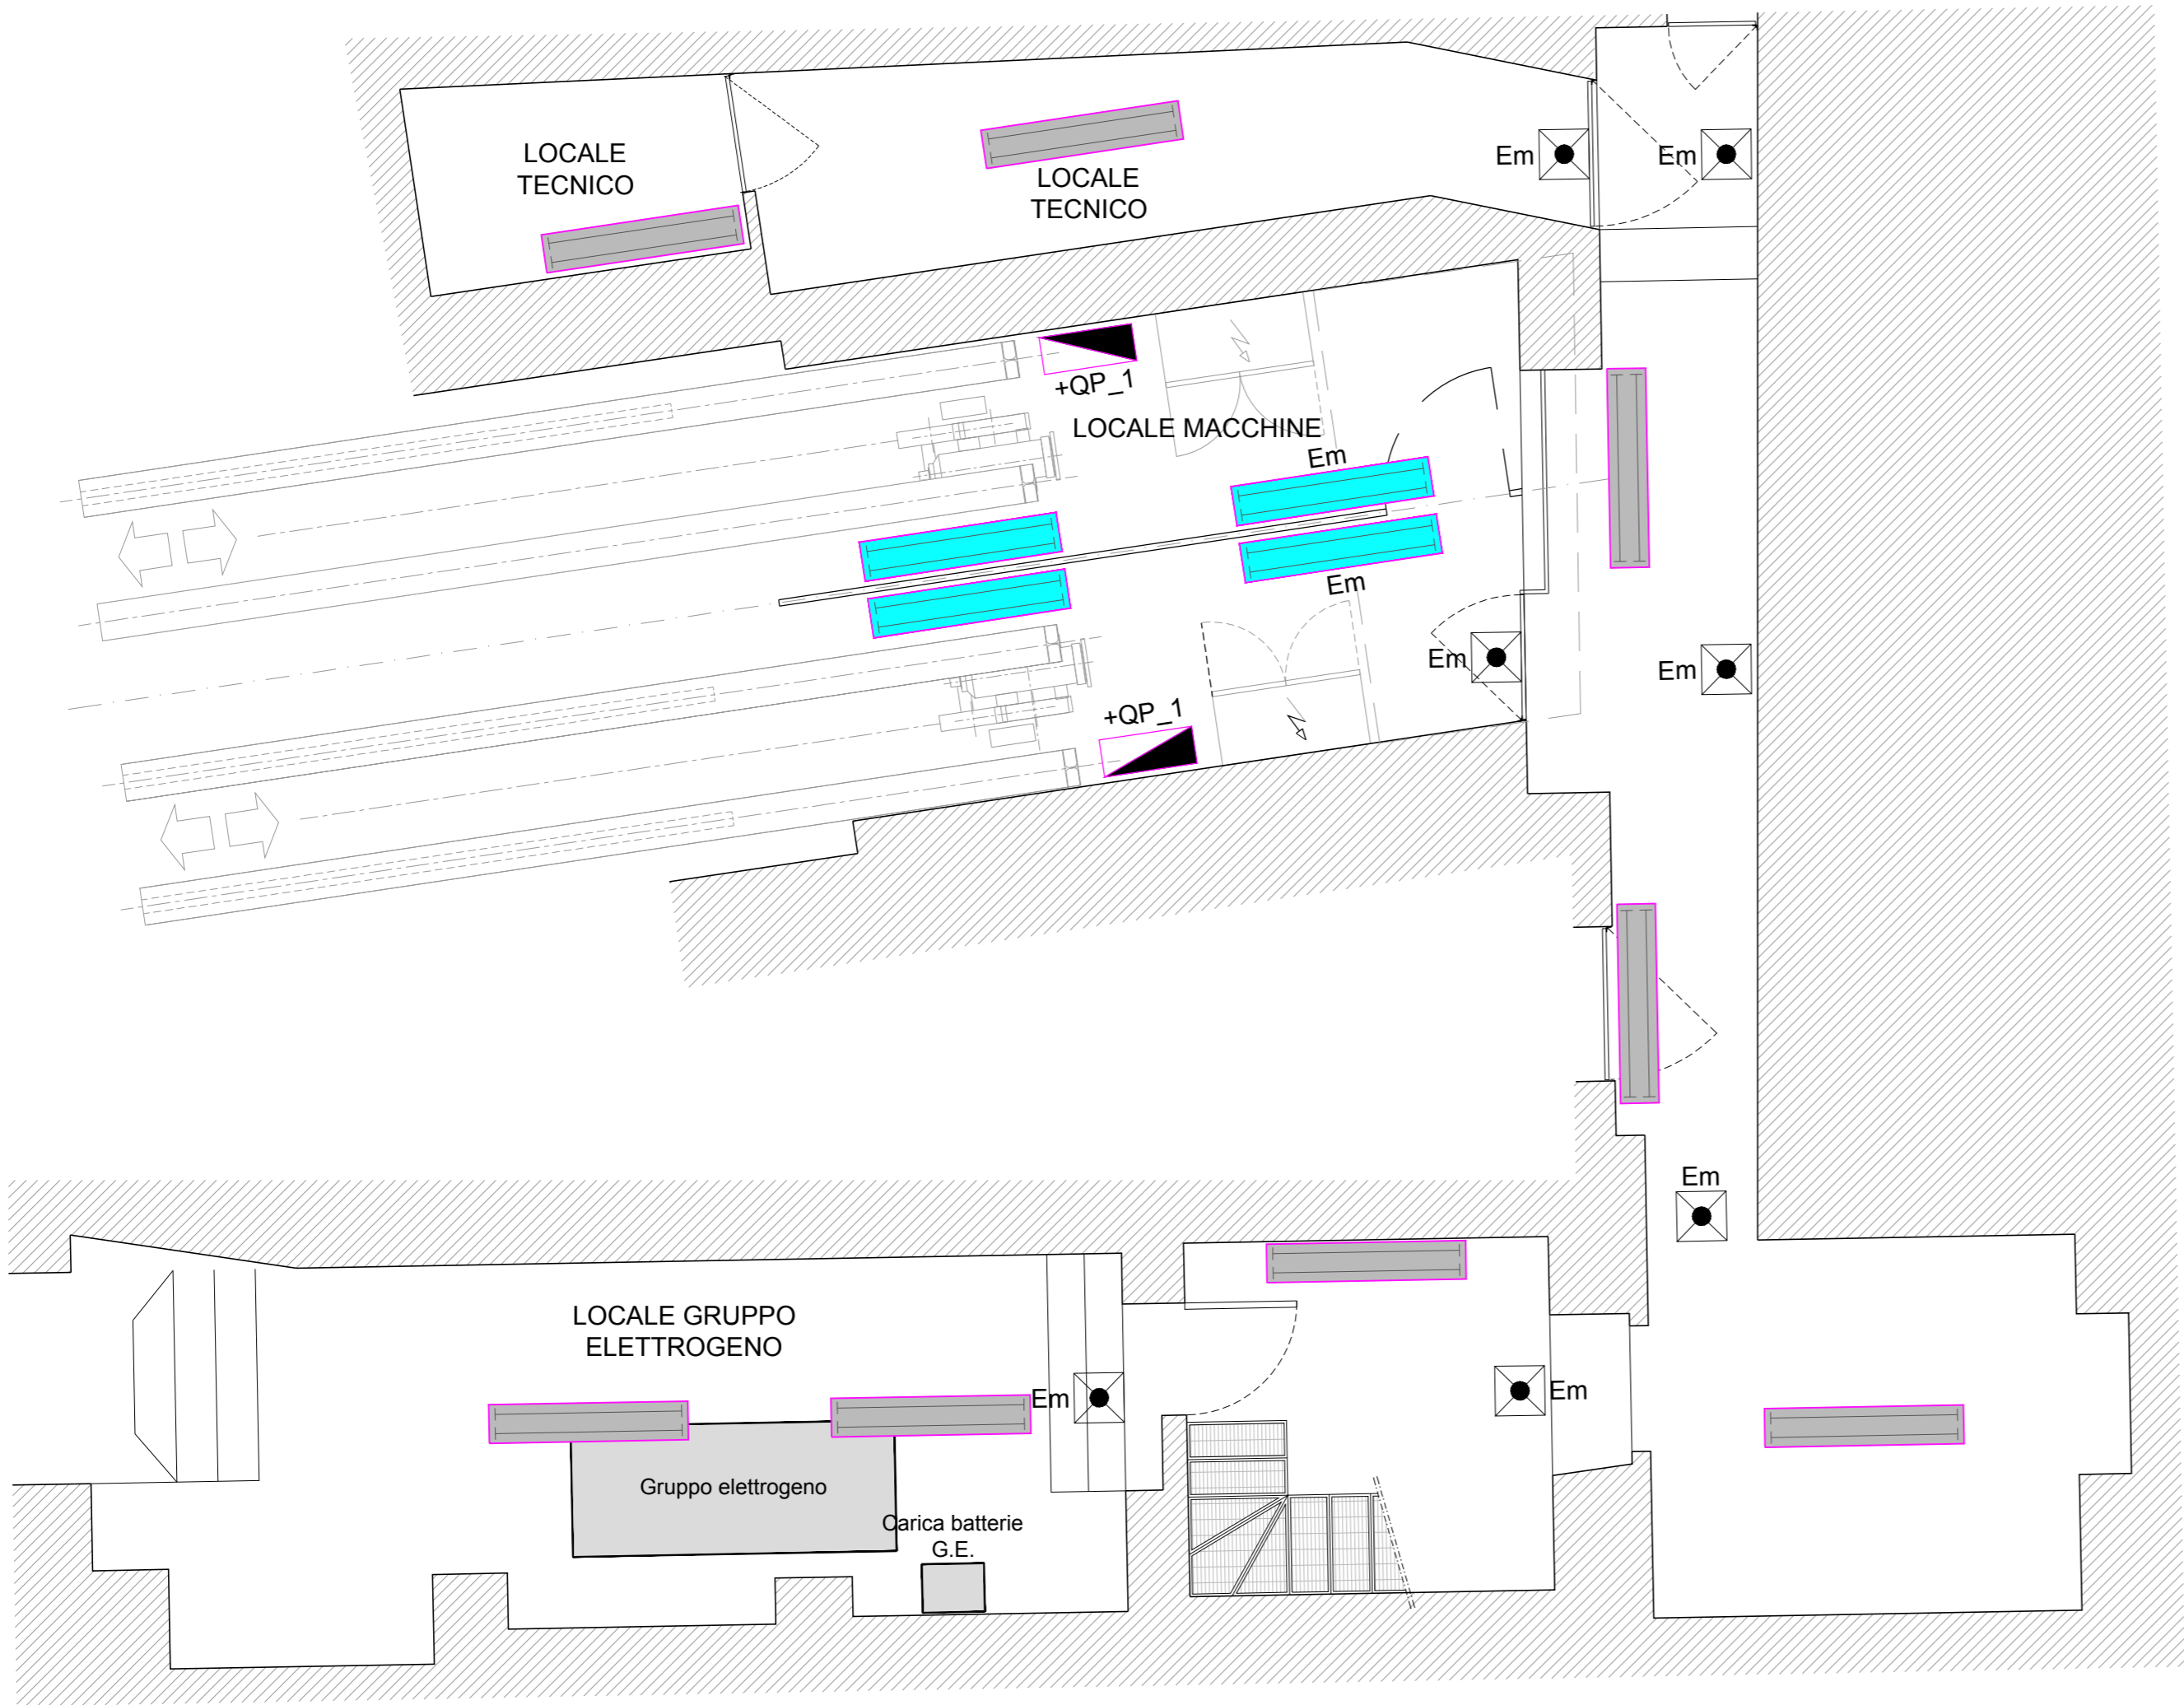 LOCALE
TECNICO
LOCALE
TECNICO
Em
Em
+QP_1
LOCALE MACCHINE
Em
Em
Em
Em
+QP_1
Em
LOCALE GRUPPO
ELETTROGENO
Em
Em
Gruppo elettrogeno
Carica batterie
G.E.